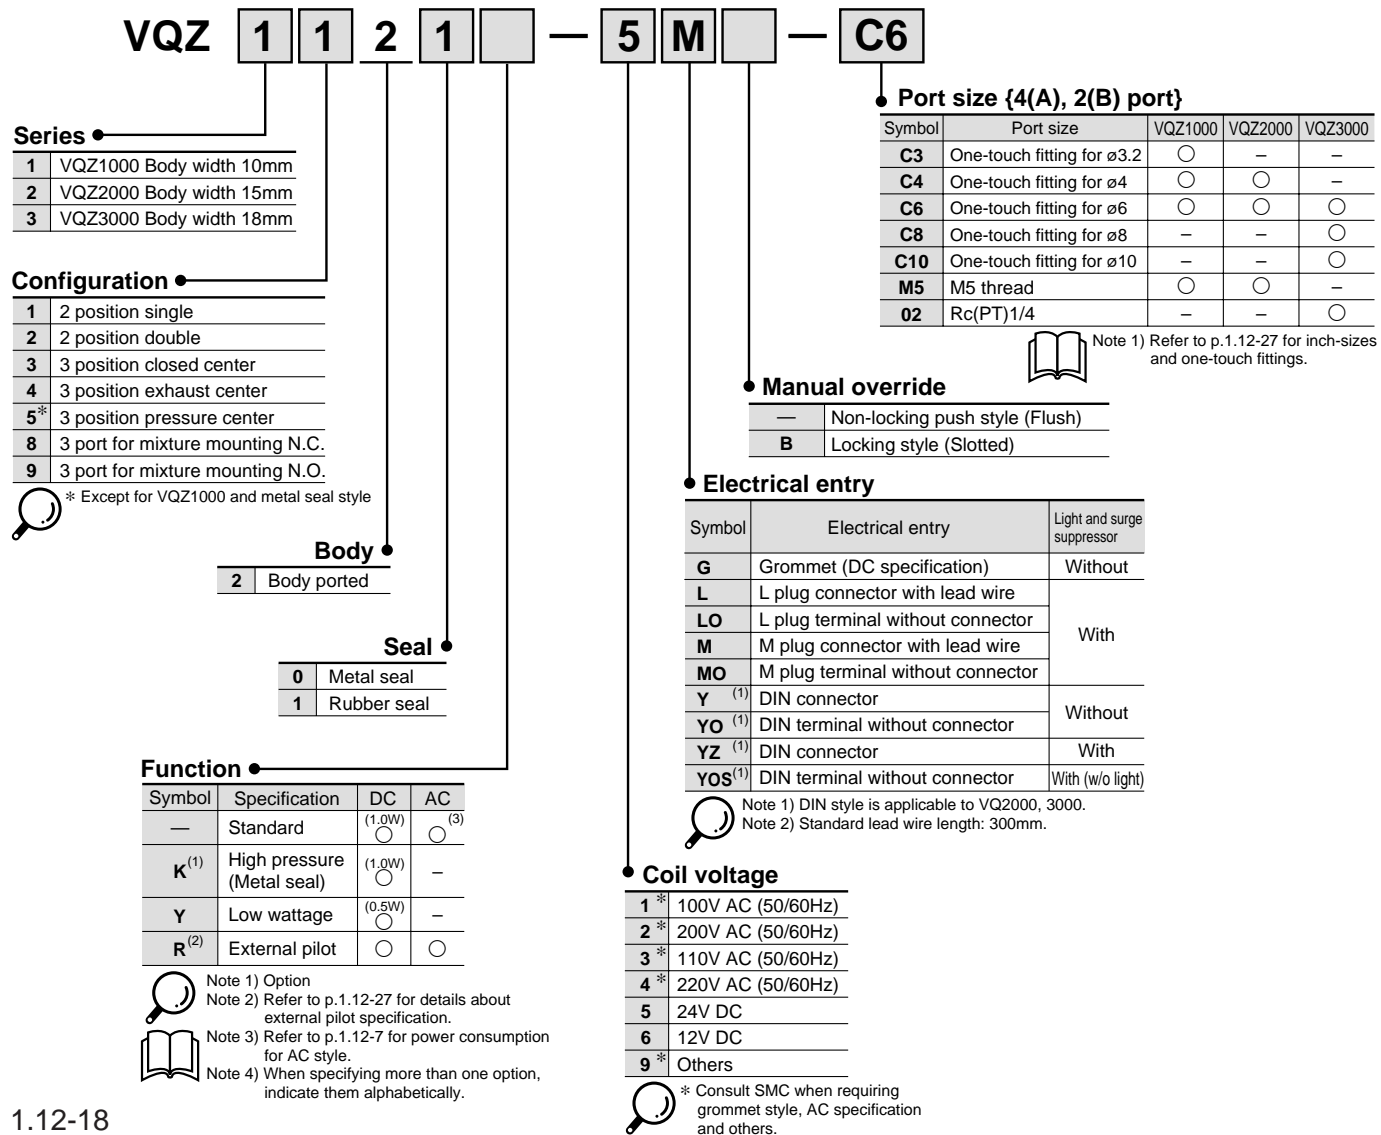 VQZ 1 1 2 1 — 5 M — C6
Series
1 VQZ1000 Body width 10mm
2 VQZ2000 Body width 15mm
3 VQZ3000 Body width 18mm
Configuration
1 2 position single
2 2 position double
3 3 position closed center
4 3 position exhaust center
5* 3 position pressure center
8 3 port for mixture mounting N.C.
9 3 port for mixture mounting N.O.
* Except for VQZ1000 and metal seal style
Body
2 Body ported
Seal
0 Metal seal
1 Rubber seal
Function
Symbol Specification DC AC
— Standard (1.0W) ○ ○ (3)
K(1) High pressure (Metal seal) (1.0W) ○ –
Y Low wattage (0.5W) ○ –
R(2) External pilot ○ ○
Note 1) Option
Note 2) Refer to p.1.12-27 for details about
external pilot specification.
Note 3) Refer to p.1.12-7 for power consumption
for AC style.
Note 4) When specifying more than one option,
indicate them alphabetically.
Port size {4(A), 2(B) port}
Symbol Port size VQZ1000 VQZ2000 VQZ3000
C3 One-touch fitting for ø3.2 ○ – –
C4 One-touch fitting for ø4 ○ ○ –
C6 One-touch fitting for ø6 ○ ○ ○
C8 One-touch fitting for ø8 – – ○
C10 One-touch fitting for ø10 – – ○
M5 M5 thread ○ ○ –
02 Rc(PT)1/4 – – ○
Note 1) Refer to p.1.12-27 for inch-sizes
and one-touch fittings.
Manual override
— Non-locking push style (Flush)
B Locking style (Slotted)
Electrical entry
Symbol Electrical entry Light and surge suppressor
G Grommet (DC specification) Without
L L plug connector with lead wire
LO L plug terminal without connector
With
M M plug connector with lead wire
MO M plug terminal without connector
Y (1) DIN connector
Without
YO (1) DIN terminal without connector
YZ (1) DIN connector With
YOS(1) DIN terminal without connector With (w/o light)
Note 1) DIN style is applicable to VQ2000, 3000.
Note 2) Standard lead wire length: 300mm.
Coil voltage
1 * 100V AC (50/60Hz)
2 * 200V AC (50/60Hz)
3 * 110V AC (50/60Hz)
4 * 220V AC (50/60Hz)
5 24V DC
6 12V DC
9 * Others
* Consult SMC when requiring
grommet style, AC specification
and others.
1.12-18